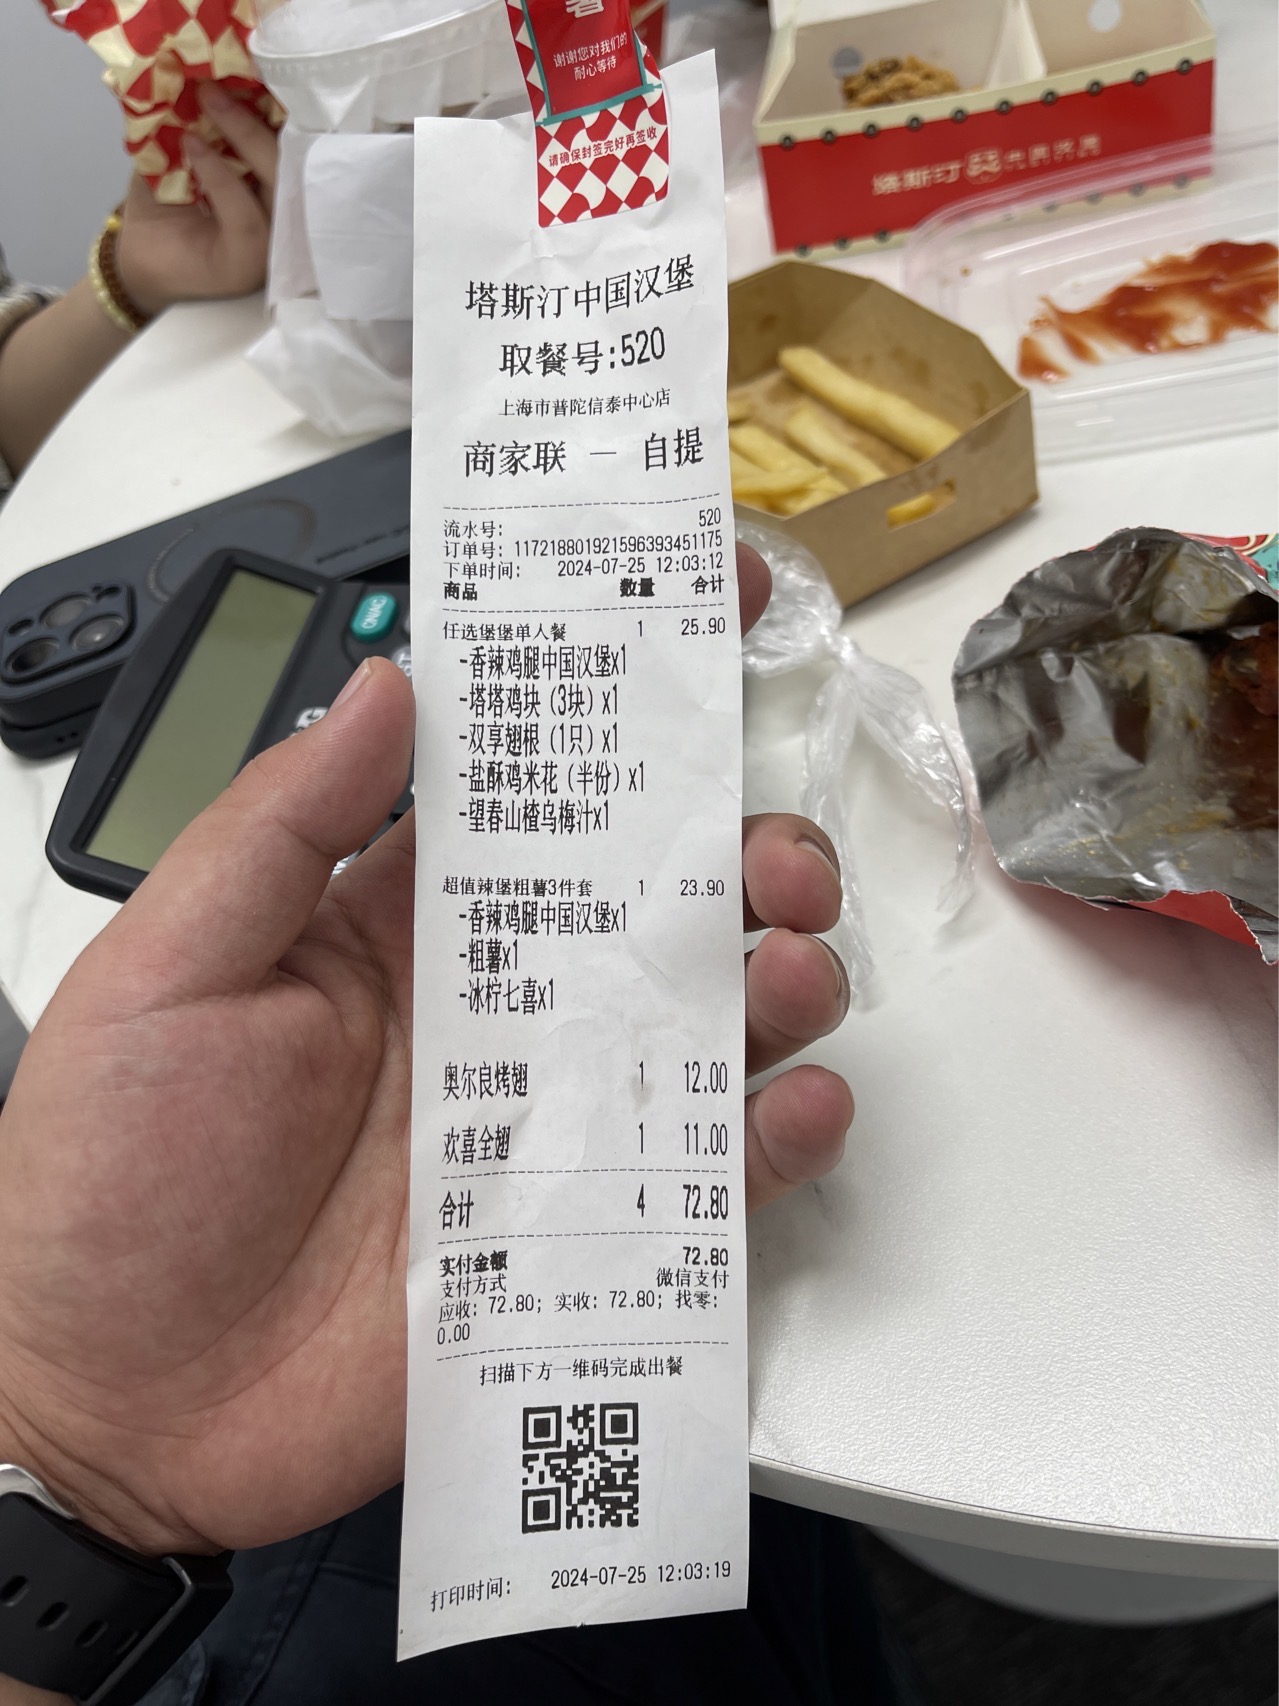 谢谢您对我们的
耐心等待
请确保封签完好再签收
塔斯汀中国汉堡
取餐号:520
上海市普陀信泰中心店
商家联 — 自提
流水号: 520
订单号: 1172188019215963934 51175
下单时间: 2024-07-25 12:03:12
商品 数量 合计
任选堡堡单人餐 1 25.90
-香辣鸡腿中国汉堡x1
-塔塔鸡块（3块）x1
-双享翅根（1只）x1
-盐酥鸡米花（半份）x1
-望春山楂乌梅汁x1
超值辣堡粗薯3件套 1 23.90
-香辣鸡腿中国汉堡x1
-粗薯x1
-冰柠七喜x1
奥尔良烤翅 1 12.00
欢喜全翅 1 11.00
合计 4 72.80
实付金额 72.80
支付方式 微信支付
应收: 72.80; 实收: 72.80; 找零:
0.00
扫描下方一维码完成出餐
打印时间: 2024-07-25 12:03:19
塔斯汀
ON/AC